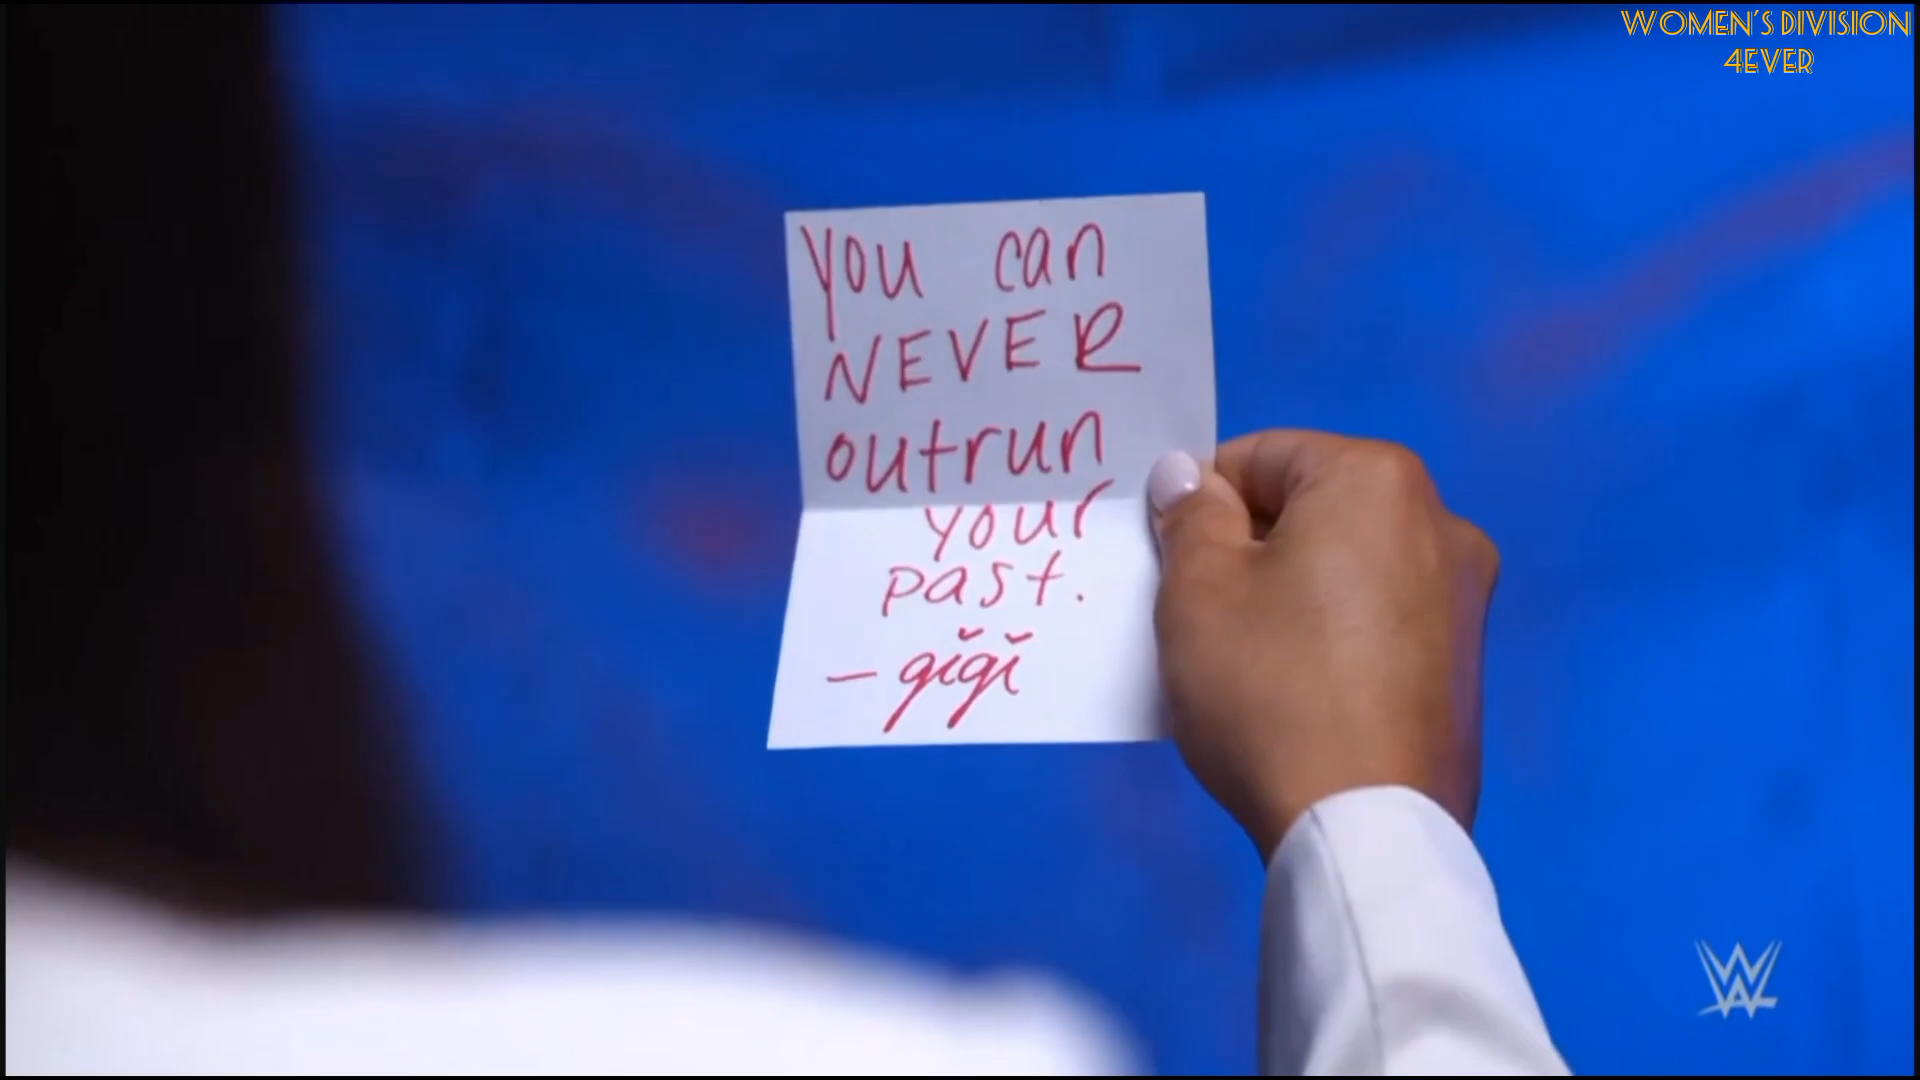 WOMEN'S DIVISION
4EVER
you can
NEVER
outrun
your
past.
- gigi
W